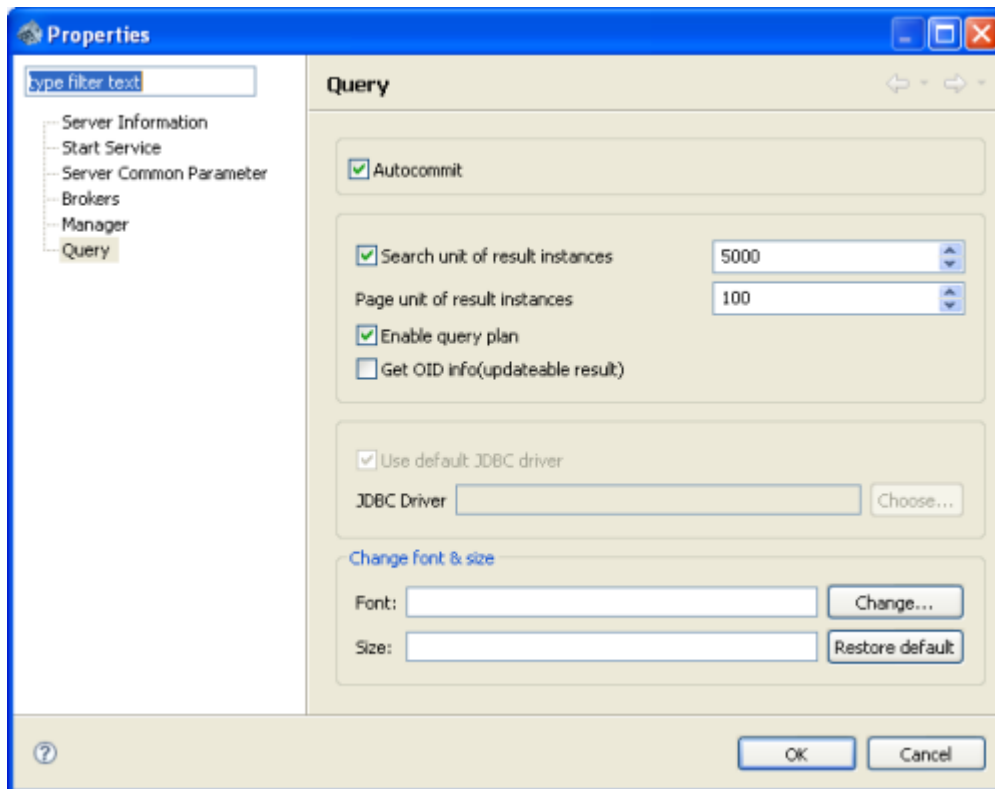 Properties
type filter text
Server Information
Start Service
Server Common Parameter
Brokers
Manager
Query
Query
Autocommit
Search unit of result instances 5000
Page unit of result instances 100
Enable query plan
Get OID info(updateable result)
Use default JDBC driver
JDBC Driver Choose...
Change font & size
Font: Change...
Size: Restore default
? OK Cancel